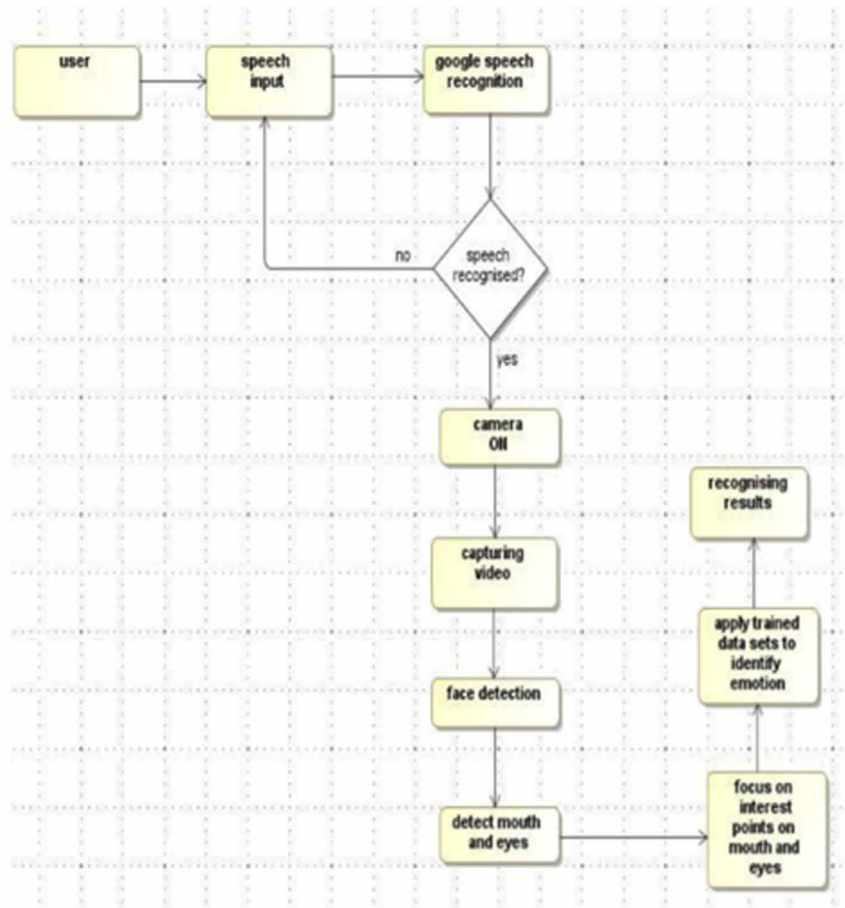 user
speech
input
google speech
recognition
no
speech
recognised?
yes
camera
ON
capturing
video
face detection
detect mouth
and eyes
focus on
interest
points on
mouth and
eyes
apply trained
data sets to
identify
emotion
recognising
results